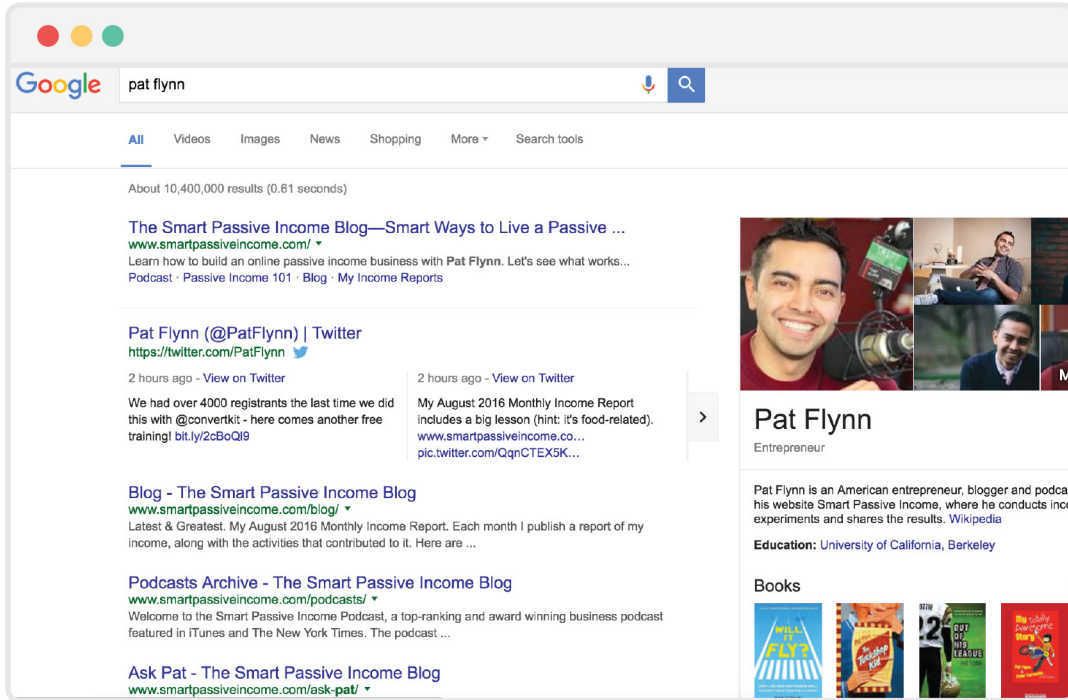 Google
pat flynn
All Videos Images News Shopping More Search tools
About 10,400,000 results (0.61 seconds)
The Smart Passive Income Blog—Smart Ways to Live a Passive ...
www.smartpassiveincome.com/
Learn how to build an online passive income business with Pat Flynn. Let's see what works...
Podcast · Passive Income 101 · Blog · My Income Reports
Pat Flynn (@PatFlynn) | Twitter
https://twitter.com/PatFlynn
2 hours ago - View on Twitter
We had over 4000 registrants the last time we did
this with @convertkit - here comes another free
training! bit.ly/2cBoQl9
2 hours ago - View on Twitter
My August 2016 Monthly Income Report
includes a big lesson (hint: it's food-related).
www.smartpassiveincome.co...
pic.twitter.com/QqnCTEX5K...
Blog - The Smart Passive Income Blog
www.smartpassiveincome.com/blog/
Latest & Greatest. My August 2016 Monthly Income Report. Each month I publish a report of my
income, along with the activities that contributed to it. Here are ...
Podcasts Archive - The Smart Passive Income Blog
www.smartpassiveincome.com/podcasts/
Welcome to the Smart Passive Income Podcast, a top-ranking and award winning business podcast
featured in iTunes and The New York Times. The podcast ...
Ask Pat - The Smart Passive Income Blog
www.smartpassiveincome.com/ask-pat/
M
Pat Flynn
Entrepreneur
Pat Flynn is an American entrepreneur, blogger and podca
his website Smart Passive Income, where he conducts inco
experiments and shares the results. Wikipedia
Education: University of California, Berkeley
Books
WILL
IT
FLY?
The
Tuckshop
Kid
OUT
OF
HIS
LEAGUE
My Totally
Awesome
Story